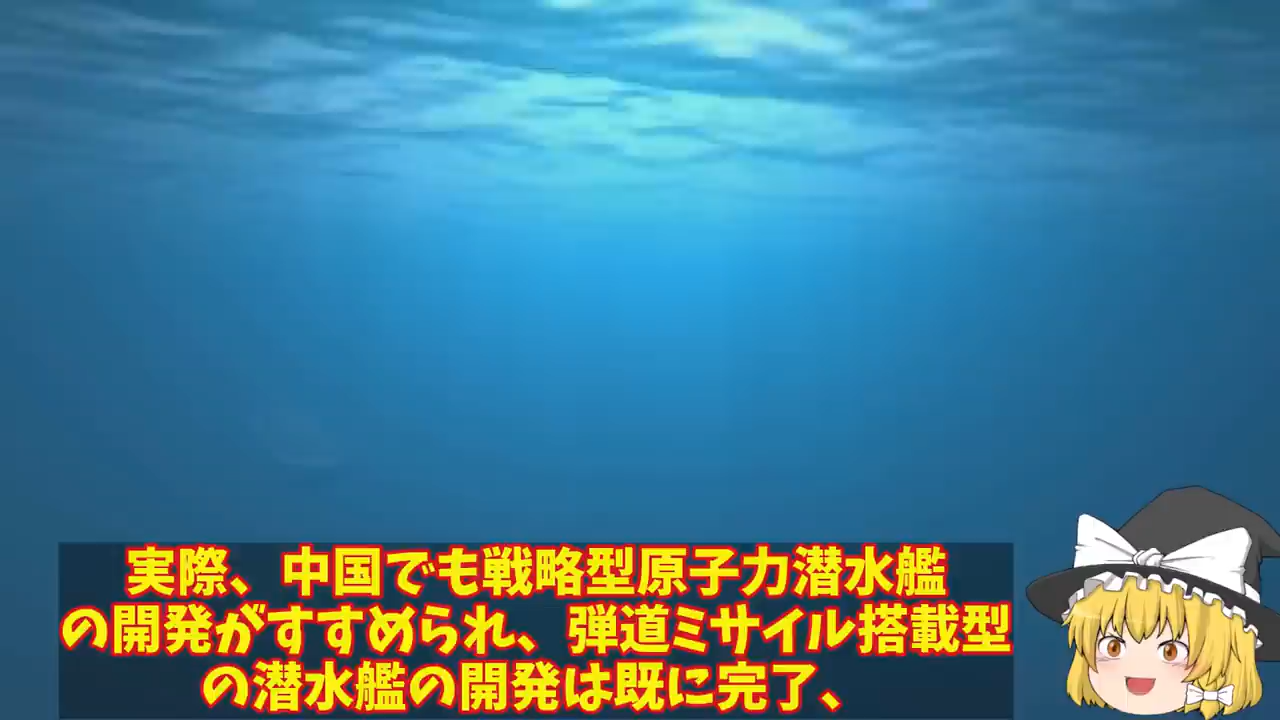 実際、中国でも戦略型原子力潜水艦
の開発がすすめられ、弾道ミサイル搭載型
の潜水艦の開発は既に完了、